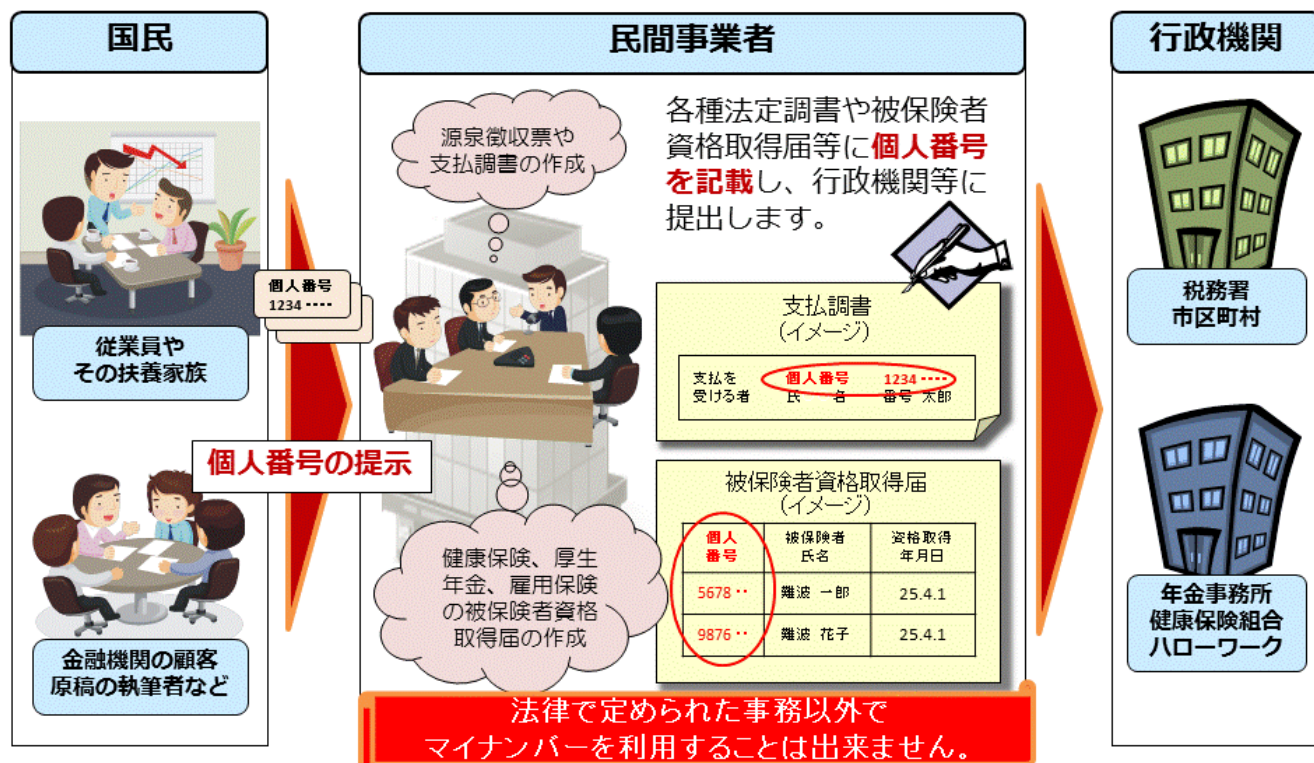 国民
従業員や
その扶養家族
金融機関の顧客
原稿の執筆者など
個人番号
1234 ‥‥
個人番号の提示
民間事業者
源泉徴収票や
支払調書の作成
各種法定調書や被保険者
資格取得届等に個人番号
を記載し、行政機関等に
提出します。
支払調書
(イメージ)
支払を 個人番号 1234 ‥‥
受ける者 氏 名 番号 太郎
健康保険、厚生
年金、雇用保険
の被保険者資格
取得届の作成
被保険者資格取得届
(イメージ)
個人 被保険者 資格取得
番号 氏名 年月日
5678 ‥ 難波 一郎 25.4.1
9876 ‥ 難波 花子 25.4.1
法律で定められた事務以外で
マイナンバーを利用することは出来ません。
行政機関
税務署
市区町村
年金事務所
健康保険組合
ハローワーク